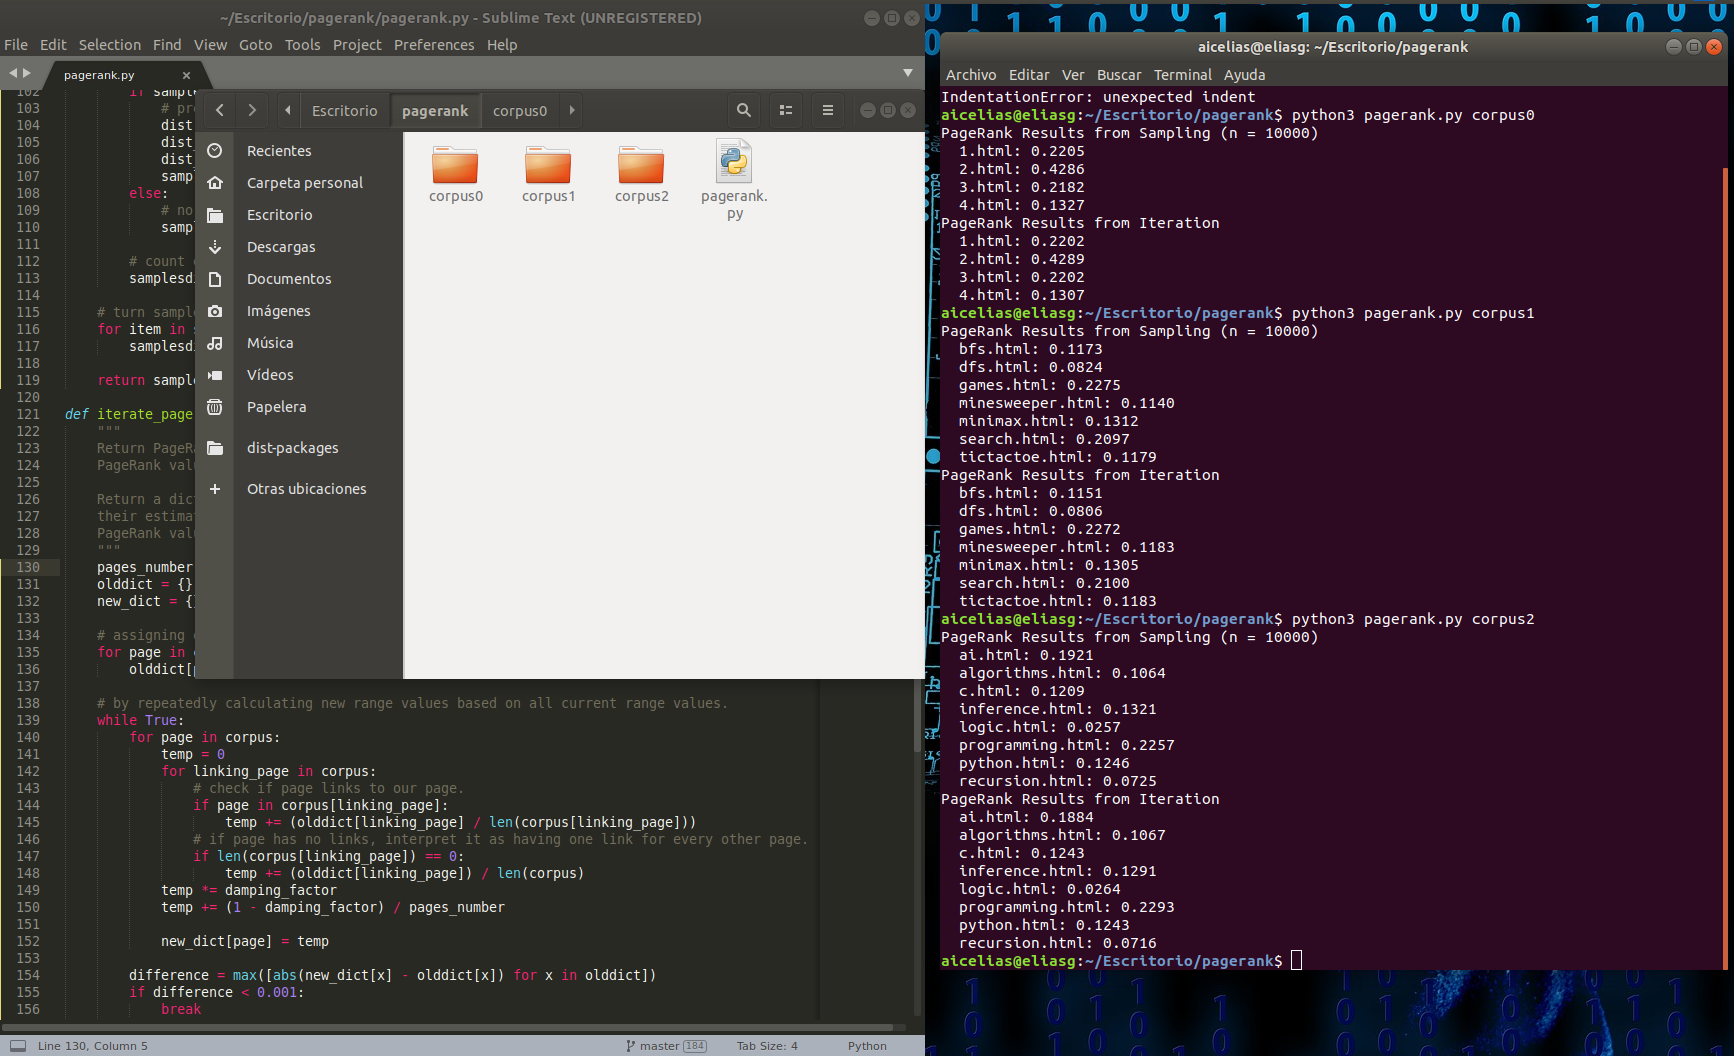 ~/Escritorio/pagerank/pagerank.py - Sublime Text (UNREGISTERED)
File Edit Selection Find View Goto Tools Project Preferences Help
pagerank.py
102 if sample
103 # pr
104 dist
105 dist_
106 dist_
107 samp
108 else:
109 # no
110 samp
111
112 # count
113 samplesdi
114
115 # turn sampl
116 for item in
117 samplesdi
118
119 return sampl
120
121 def iterate_page
122 """
123 Return PageRa
124 PageRank val
125
126 Return a dict
127 their estimat
128 PageRank val
129 """
130 pages_number
131 olddict = {}
132 new_dict = {
133
134 # assigning
135 for page in
136 olddict[
137
138 # by repeatedly calculating new range values based on all current range values.
139 while True:
140 for page in corpus:
141 temp = 0
142 for linking_page in corpus:
143 # check if page links to our page.
144 if page in corpus[linking_page]:
145 temp += (olddict[linking_page] / len(corpus[linking_page]))
146 # if page has no links, interpret it as having one link for every other page.
147 if len(corpus[linking_page]) == 0:
148 temp += (olddict[linking_page]) / len(corpus)
149 temp *= damping_factor
150 temp += (1 - damping_factor) / pages_number
151
152 new_dict[page] = temp
153
154 difference = max([abs(new_dict[x] - olddict[x]) for x in olddict])
155 if difference < 0.001:
156 break
Line 130, Column 5 master 184 Tab Size: 4 Python
Escritorio pagerank corpus0
Recientes
Carpeta personal
Escritorio
Descargas
Documentos
Imágenes
Música
Vídeos
Papelera
dist-packages
Otras ubicaciones
corpus0 corpus1 corpus2 pagerank.
py
aicelias@eliasg: ~/Escritorio/pagerank
Archivo Editar Ver Buscar Terminal Ayuda
IndentationError: unexpected indent
aicelias@eliasg:~/Escritorio/pagerank$ python3 pagerank.py corpus0
PageRank Results from Sampling (n = 10000)
1.html: 0.2205
2.html: 0.4286
3.html: 0.2182
4.html: 0.1327
PageRank Results from Iteration
1.html: 0.2202
2.html: 0.4289
3.html: 0.2202
4.html: 0.1307
aicelias@eliasg:~/Escritorio/pagerank$ python3 pagerank.py corpus1
PageRank Results from Sampling (n = 10000)
bfs.html: 0.1173
dfs.html: 0.0824
games.html: 0.2275
minesweeper.html: 0.1140
minimax.html: 0.1312
search.html: 0.2097
tictactoe.html: 0.1179
PageRank Results from Iteration
bfs.html: 0.1151
dfs.html: 0.0806
games.html: 0.2272
minesweeper.html: 0.1183
minimax.html: 0.1305
search.html: 0.2100
tictactoe.html: 0.1183
aicelias@eliasg:~/Escritorio/pagerank$ python3 pagerank.py corpus2
PageRank Results from Sampling (n = 10000)
ai.html: 0.1921
algorithms.html: 0.1064
c.html: 0.1209
inference.html: 0.1321
logic.html: 0.0257
programming.html: 0.2257
python.html: 0.1246
recursion.html: 0.0725
PageRank Results from Iteration
ai.html: 0.1884
algorithms.html: 0.1067
c.html: 0.1243
inference.html: 0.1291
logic.html: 0.0264
programming.html: 0.2293
python.html: 0.1243
recursion.html: 0.0716
aicelias@eliasg:~/Escritorio/pagerank$